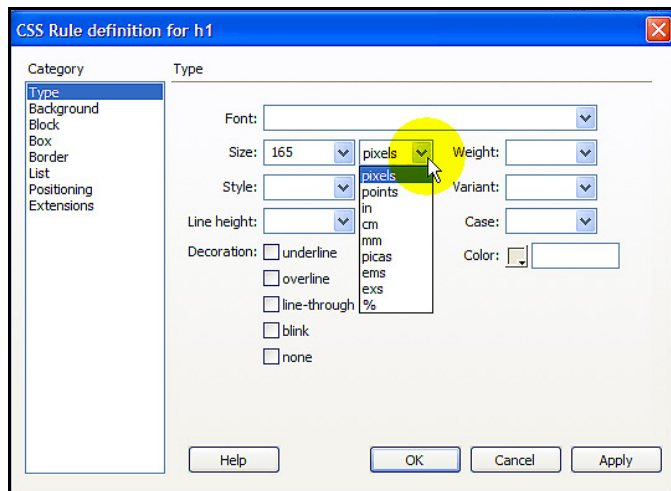 CSS Rule definition for h1
Category
Type
Background
Block
Box
Border
List
Positioning
Extensions
Type
Font:
Size: 165 pixels Weight:
pixels
points
in
cm
mm
picas
ems
exs
%
Style: Variant:
Line height: Case:
Decoration: underline Color:
overline
line-through
blink
none
Help OK Cancel Apply